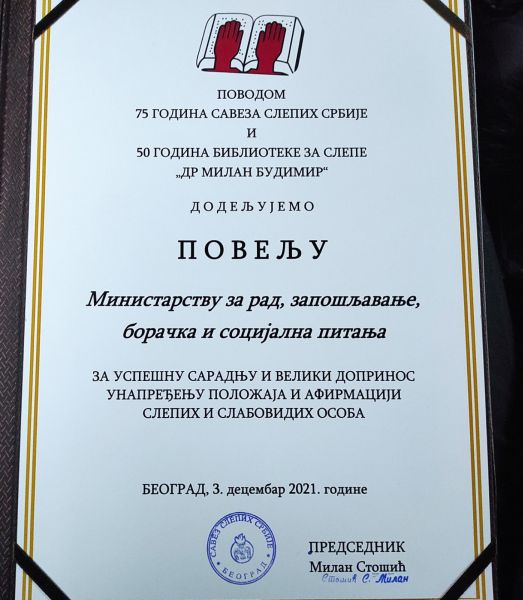 ПОВОДОМ
75 ГОДИНА САВЕЗА СЛЕПИХ СРБИЈЕ
И
50 ГОДИНА БИБЛИОТЕКЕ ЗА СЛЕПЕ
„ДР МИЛАН БУДИМИР“
ДОДЕЉУЈЕМО
ПОВЕЉУ
Министарству за рад, запошљавање,
борачка и социјална питања
ЗА УСПЕШНУ САРАДЊУ И ВЕЛИКИ ДОПРИНОС
УНАПРЕЂЕЊУ ПОЛОЖАЈА И АФИРМАЦИЈИ
СЛЕПИХ И СЛАБОВИДИХ ОСОБА
БЕОГРАД, 3. децембар 2021. године
САВЕЗ СЛЕПИХ СРБИЈЕ
БЕОГРАД
ПРЕДСЕДНИК
Милан Стошић
Стошић С. Милан